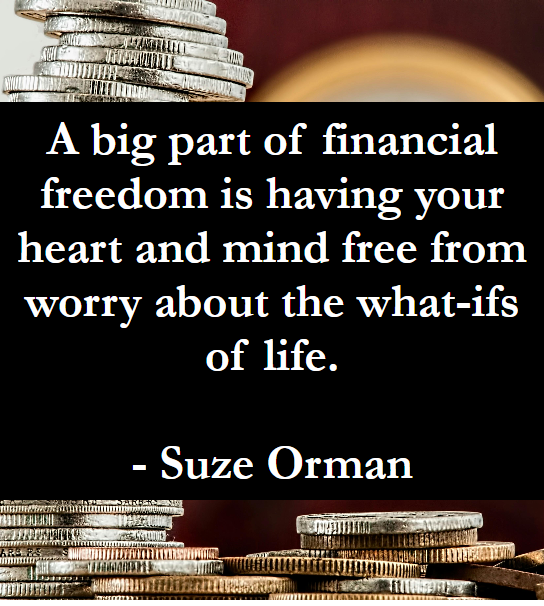 A big part of financial
freedom is having your
heart and mind free from
worry about the what-ifs
of life.
- Suze Orman